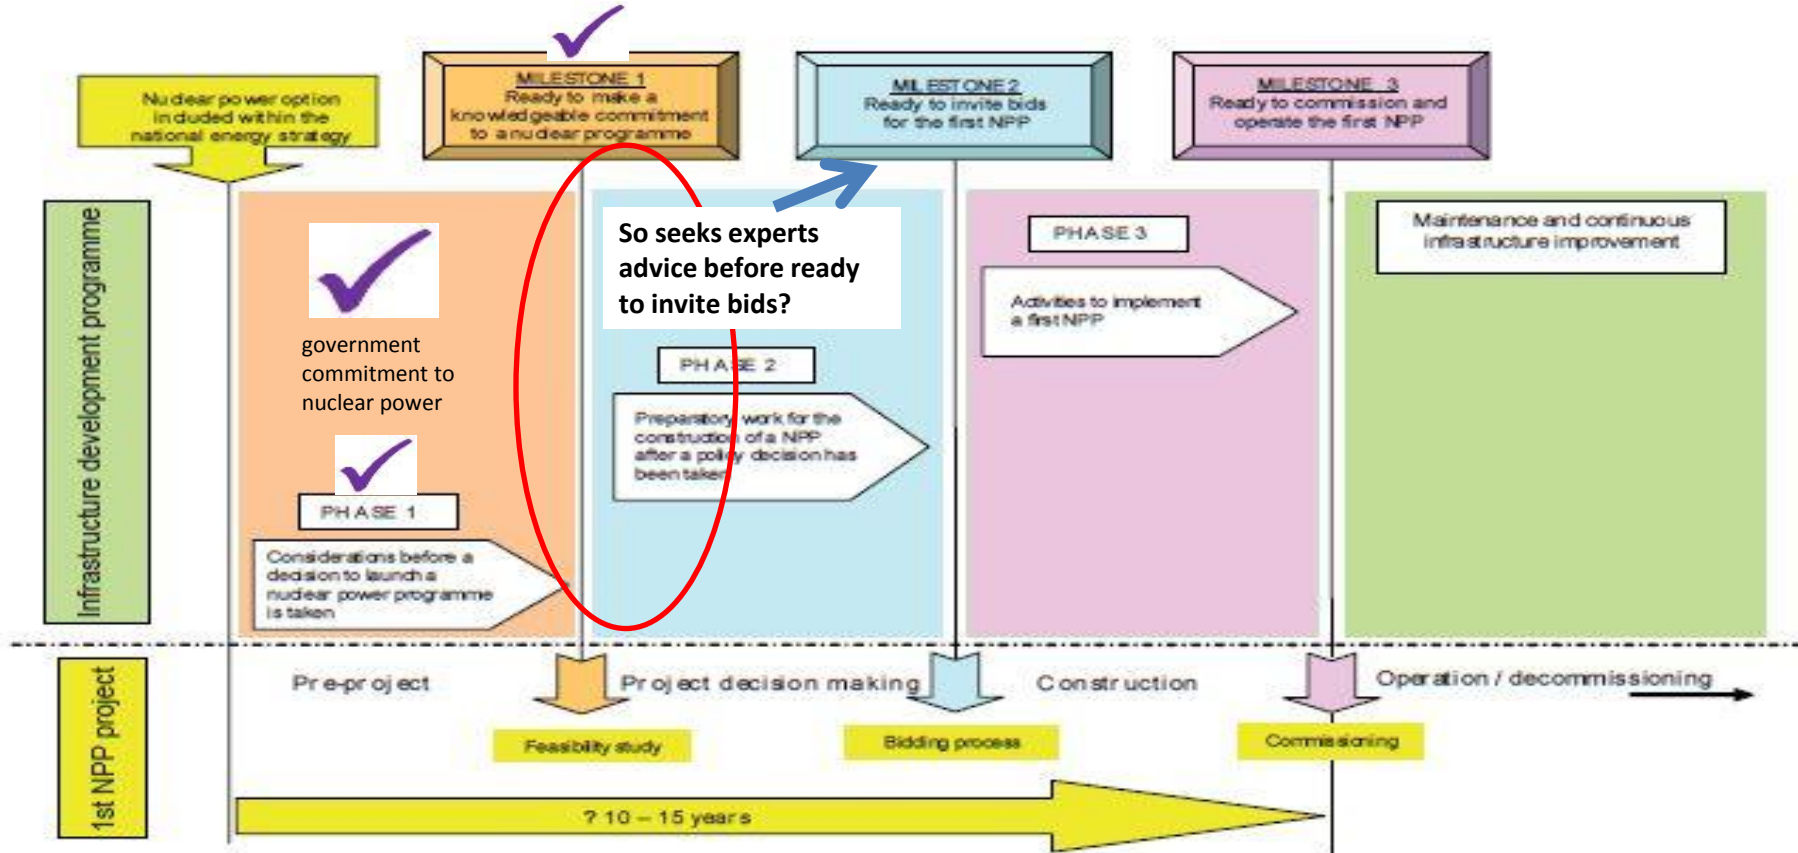 Nuclear power option
included within the
national energy strategy
MILESTONE 1
Ready to make a
knowledgeable commitment
to a nuclear programme
MILESTONE 2
Ready to invite bids
for the first NPP
MILESTONE 3
Ready to commission and
operate the first NPP
Infrastructure development programme
government
commitment to
nuclear power
PHASE 1
Considerations before a
decision to launch a
nuclear power programme
is taken
So seeks experts
advice before ready
to invite bids?
PHASE 2
Preparatory work for the
construction of a NPP
after a policy decision has
been taken
PHASE 3
Activities to implement
a first NPP
Maintenance and continuous
infrastructure improvement
1st NPP project
Pre-project
Project decision making
Construction
Operation / decommissioning
Feasibility study
Bidding process
Commissioning
? 10 – 15 years